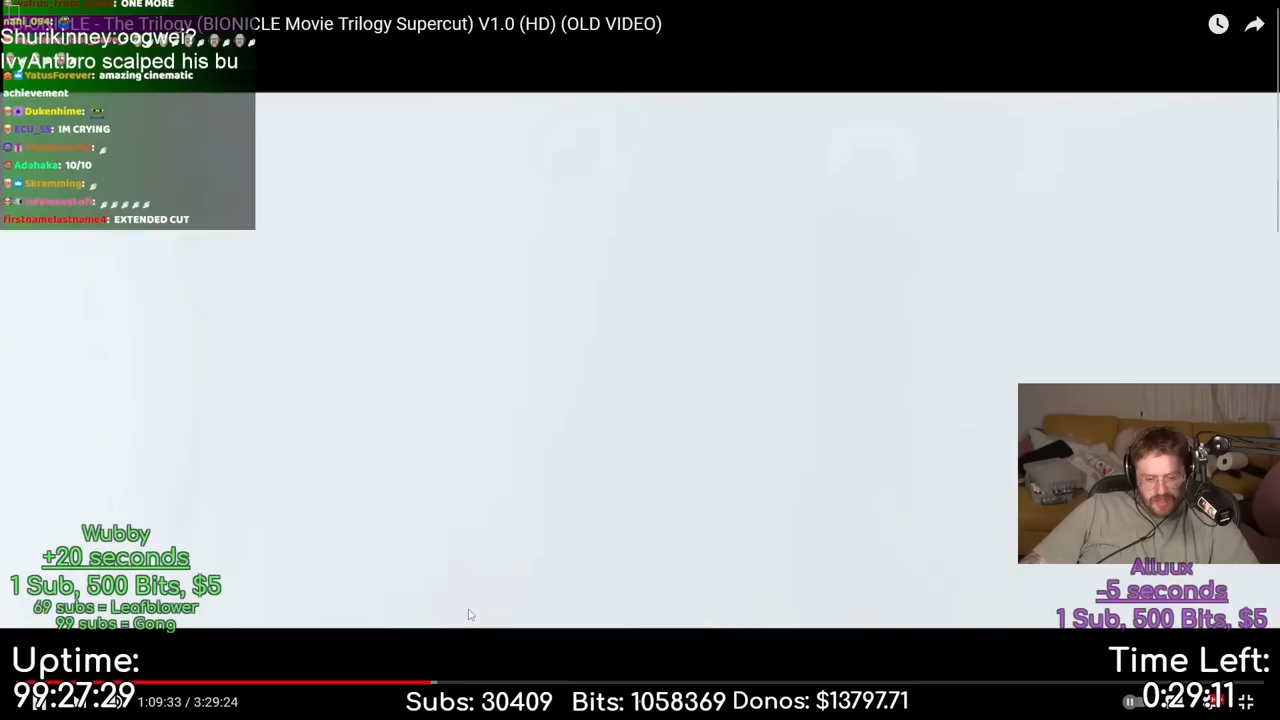 ONE MORE
nani_094:
BIONICLE - The Trilogy (BIONICLE Movie Trilogy Supercut) V1.0 (HD) (OLD VIDEO)
Shurikinney:oogwei?
IvyAnt:bro scalped his bu
YatusForever: amazing cinematic
achievement
Dukenhime:
ECU_55: IM CRYING
Adahaka: 10/10
Skremming:
firstnamelastname4: EXTENDED CUT
Wubby
+20 seconds
1 Sub, 500 Bits, $5
69 subs = Leafblower
99 subs = Gong
Alluux
-5 seconds
1 Sub, 500 Bits, $5
Uptime:
99:27:29
1:09:33 / 3:29:24
Subs: 30409 Bits: 1058369 Donos: $13797.71
Time Left:
0:29:11